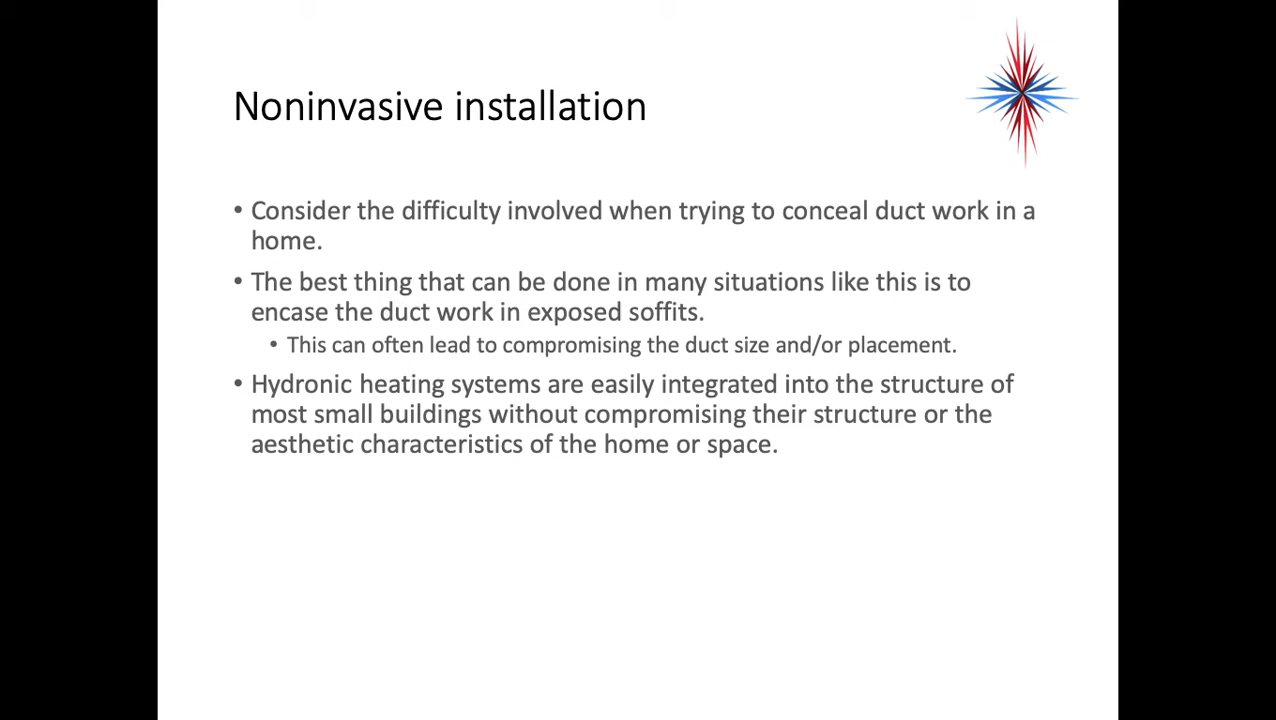 Noninvasive installation
• Consider the difficulty involved when trying to conceal duct work in a
home.
• The best thing that can be done in many situations like this is to
encase the duct work in exposed soffits.
• This can often lead to compromising the duct size and/or placement.
• Hydronic heating systems are easily integrated into the structure of
most small buildings without compromising their structure or the
aesthetic characteristics of the home or space.